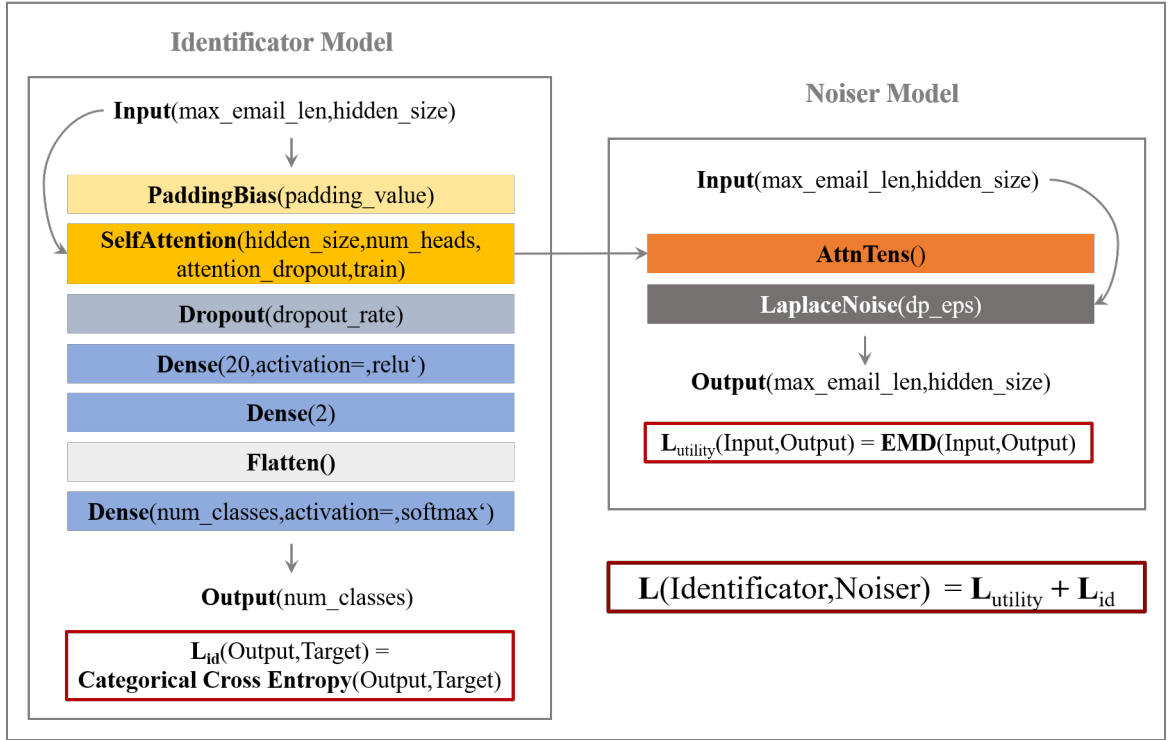 Identificator Model
Input(max_email_len,hidden_size)
PaddingBias(padding_value)
SelfAttention(hidden_size,num_heads,
attention_dropout,train)
Dropout(dropout_rate)
Dense(20,activation=‚relu‘)
Dense(2)
Flatten()
Dense(num_classes,activation=‚softmax‘)
Output(num_classes)
Lid(Output,Target) =
Categorical Cross Entropy(Output,Target)
Noiser Model
Input(max_email_len,hidden_size)
AttnTens()
LaplaceNoise(dp_eps)
Output(max_email_len,hidden_size)
Lutility(Input,Output) = EMD(Input,Output)
L(Identificator,Noiser) = Lutility + Lid